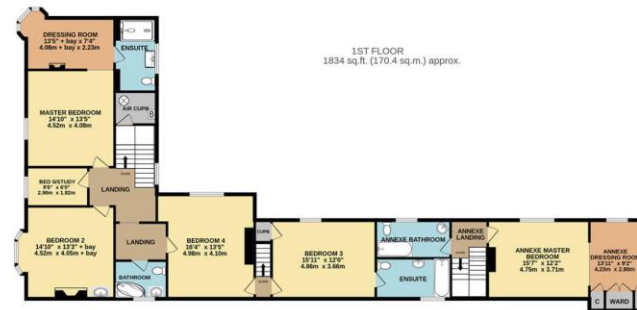 1ST FLOOR
1834 sq.ft. (170.4 sq.m.) approx.
DRESSING ROOM
13'5" + bay x 7'4"
4.08m + bay x 2.23m
ENSUITE
MASTER BEDROOM
14'10" x 13'5"
4.52m x 4.08m
AIR CUPB
DOWN
BED 5/STUDY
9'6" x 6'0"
2.90m x 1.82m
LANDING
BEDROOM 2
14'10" x 13'3" + bay
4.52m x 4.05m + bay
LANDING
BATHROOM
BEDROOM 4
16'4" x 13'5"
4.98m x 4.10m
CUPB
BEDROOM 3
15'11" x 12'0"
4.86m x 3.66m
ANNEXE BATHROOM
ENSUITE
ANNEXE
LANDING
DOWN
ANNEXE MASTER
BEDROOM
15'7" x 12'2"
4.75m x 3.71m
ANNEXE
DRESSING ROOM
13'11" x 9'2"
4.23m x 2.80m
C
WARD